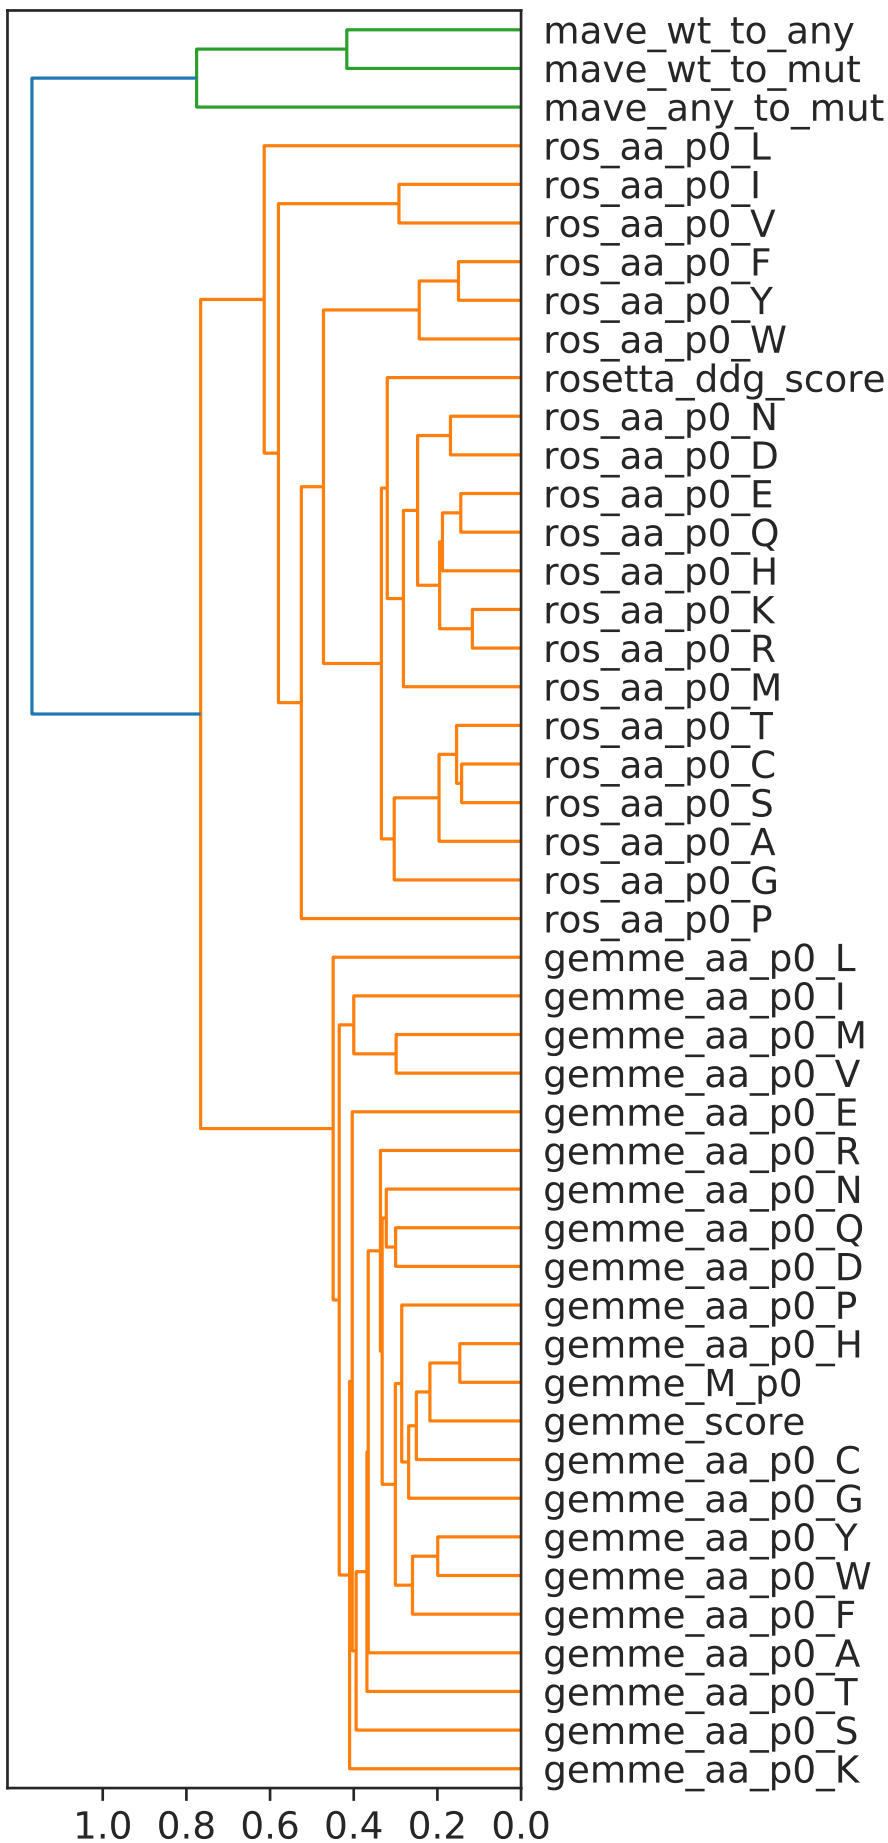 mave_wt_to_any
mave_wt_to_mut
mave_any_to_mut
ros_aa_p0_L
ros_aa_p0_I
ros_aa_p0_V
ros_aa_p0_F
ros_aa_p0_Y
ros_aa_p0_W
rosetta_ddg_score
ros_aa_p0_N
ros_aa_p0_D
ros_aa_p0_E
ros_aa_p0_Q
ros_aa_p0_H
ros_aa_p0_K
ros_aa_p0_R
ros_aa_p0_M
ros_aa_p0_T
ros_aa_p0_C
ros_aa_p0_S
ros_aa_p0_A
ros_aa_p0_G
ros_aa_p0_P
gemme_aa_p0_L
gemme_aa_p0_I
gemme_aa_p0_M
gemme_aa_p0_V
gemme_aa_p0_E
gemme_aa_p0_R
gemme_aa_p0_N
gemme_aa_p0_Q
gemme_aa_p0_D
gemme_aa_p0_P
gemme_aa_p0_H
gemme_M_p0
gemme_score
gemme_aa_p0_C
gemme_aa_p0_G
gemme_aa_p0_Y
gemme_aa_p0_W
gemme_aa_p0_F
gemme_aa_p0_A
gemme_aa_p0_T
gemme_aa_p0_S
gemme_aa_p0_K
1.0 0.8 0.6 0.4 0.2 0.0